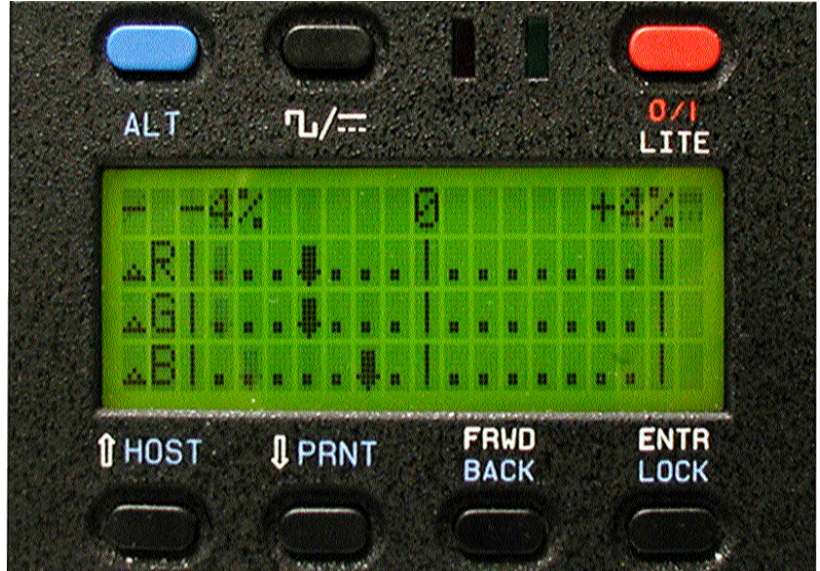 ALT
0/I
LITE
- -4% 0 +4%
△R|...↓...|.......|
△G|...↓...|.......|
△B|.....↓.|.......|
⇧ HOST ⇩ PRNT FRWD ENTR
BACK LOCK